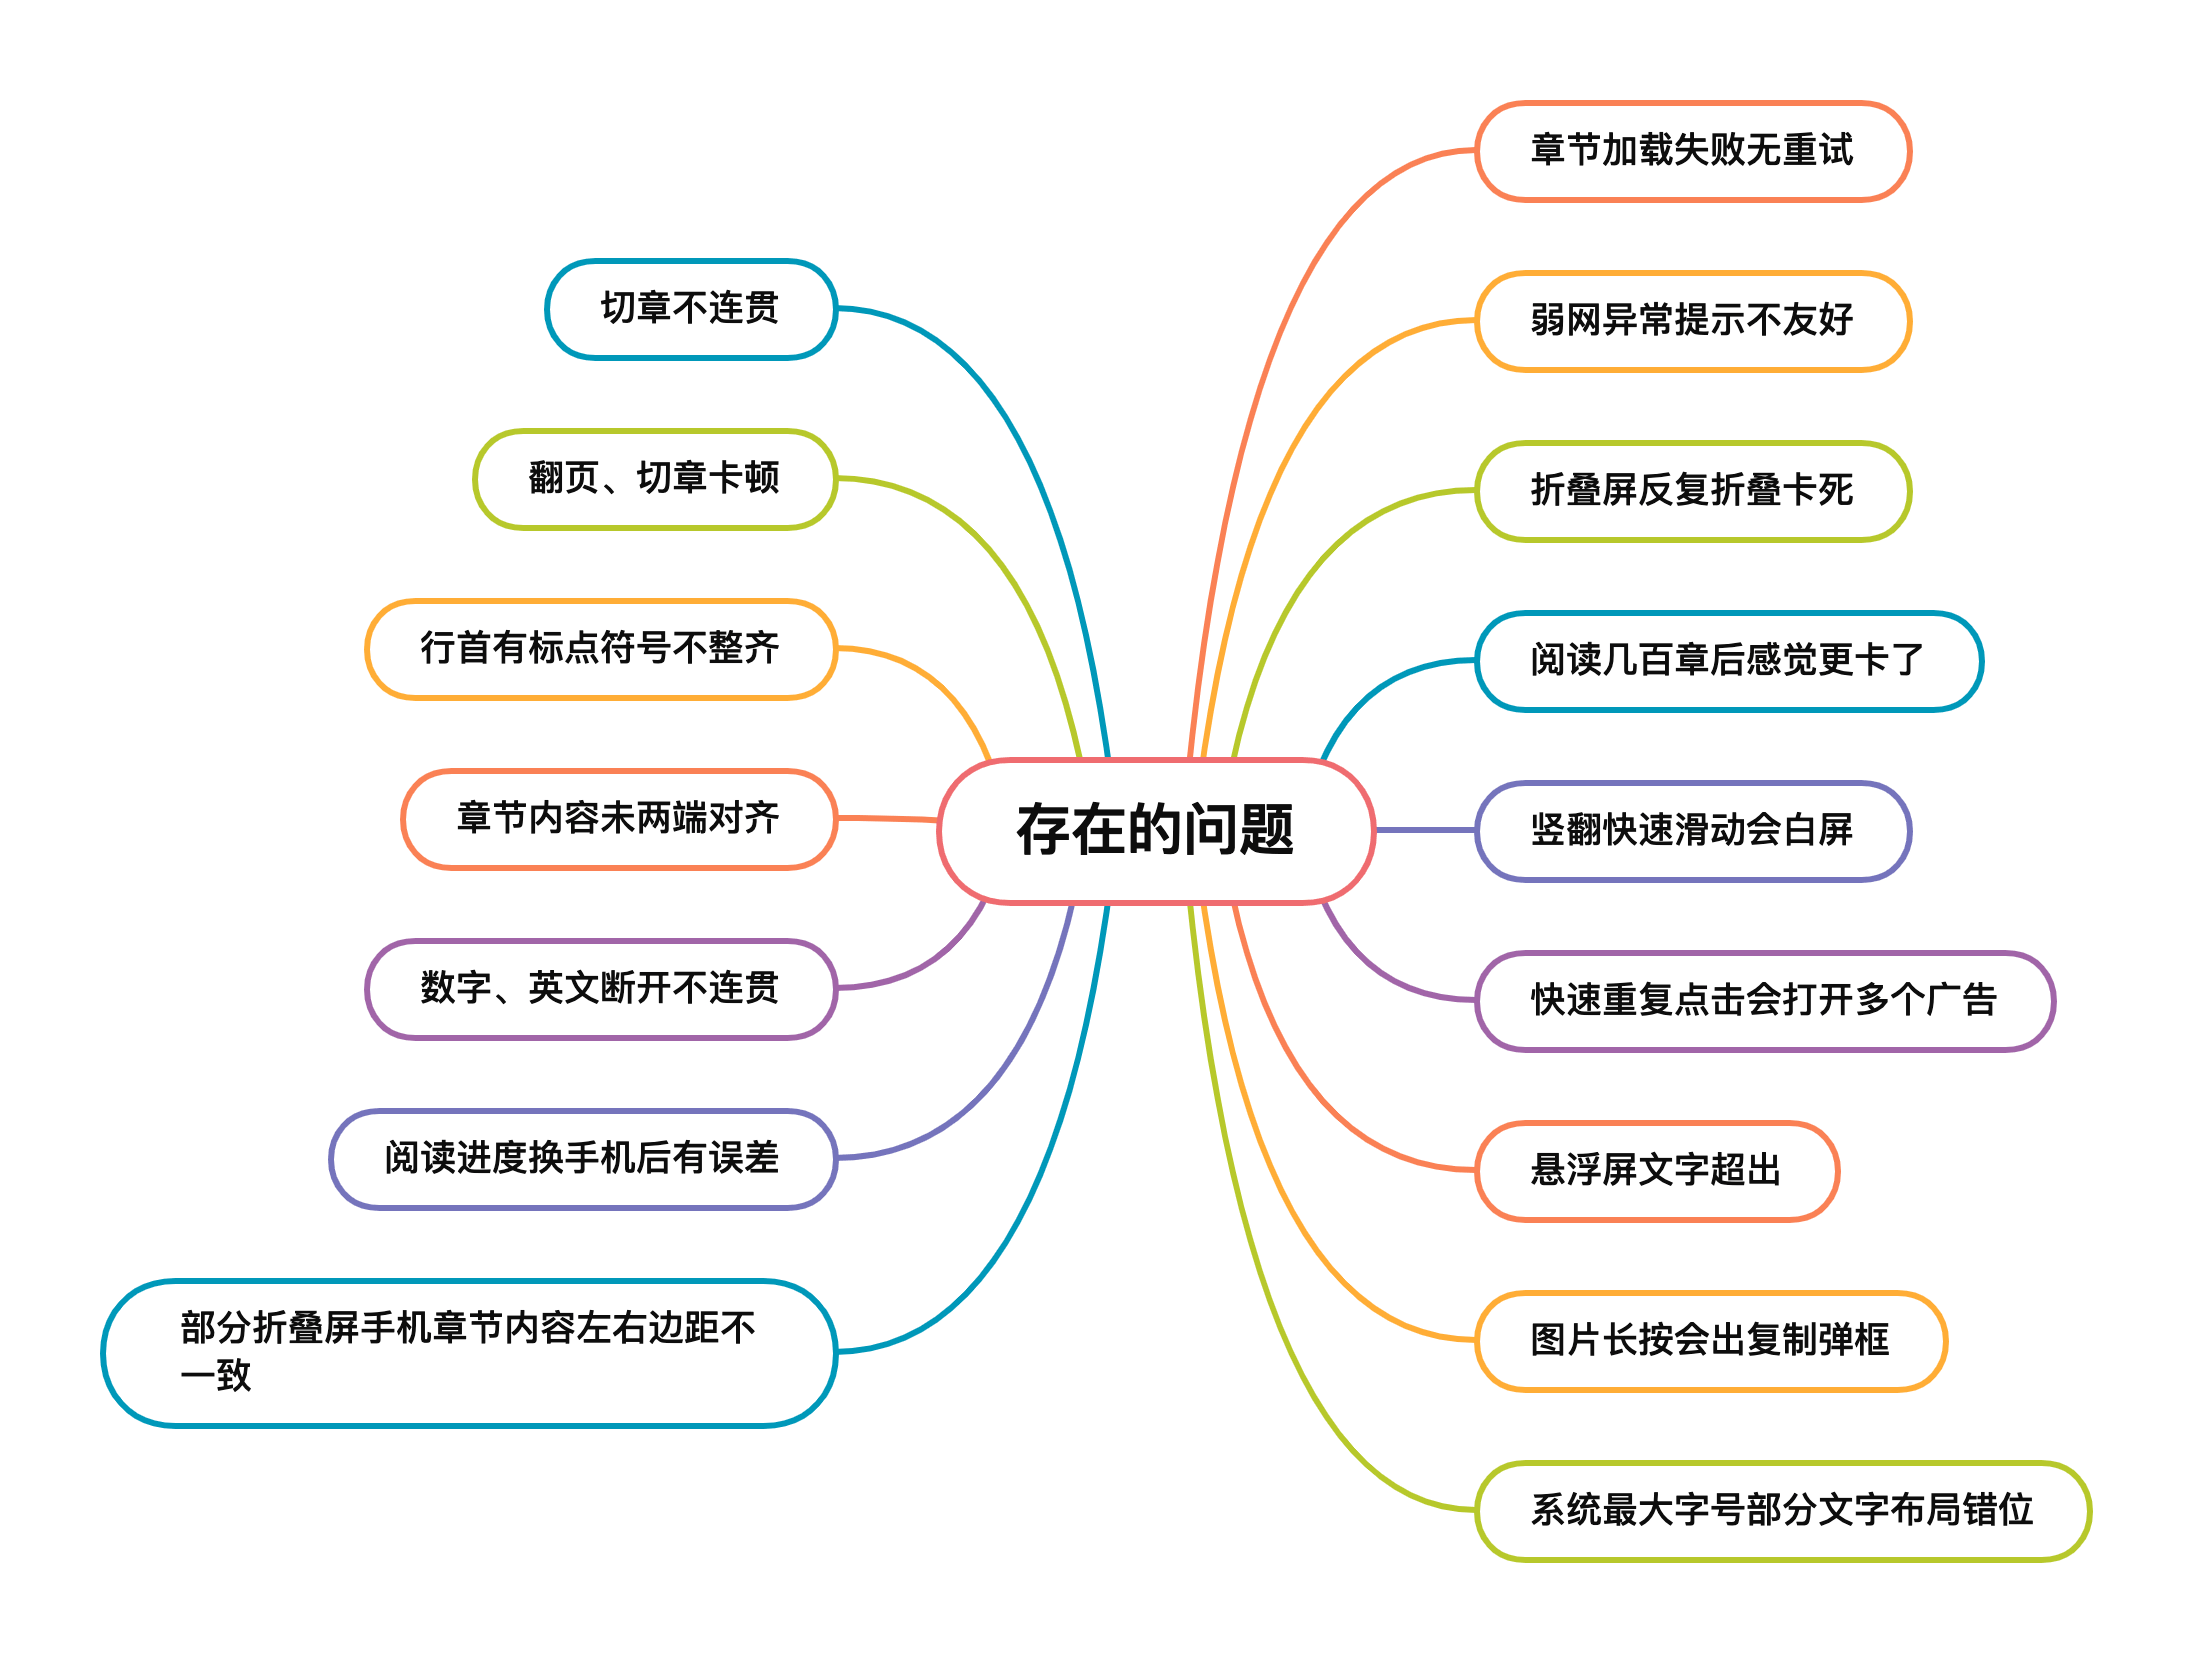 存在的问题
章节加载失败无重试
弱网异常提示不友好
折叠屏反复折叠卡死
阅读几百章后感觉更卡了
竖翻快速滑动会白屏
快速重复点击会打开多个广告
悬浮屏文字超出
图片长按会出复制弹框
系统最大字号部分文字布局错位
切章不连贯
翻页、切章卡顿
行首有标点符号不整齐
章节内容未两端对齐
数字、英文断开不连贯
阅读进度换手机后有误差
部分折叠屏手机章节内容左右边距不
一致